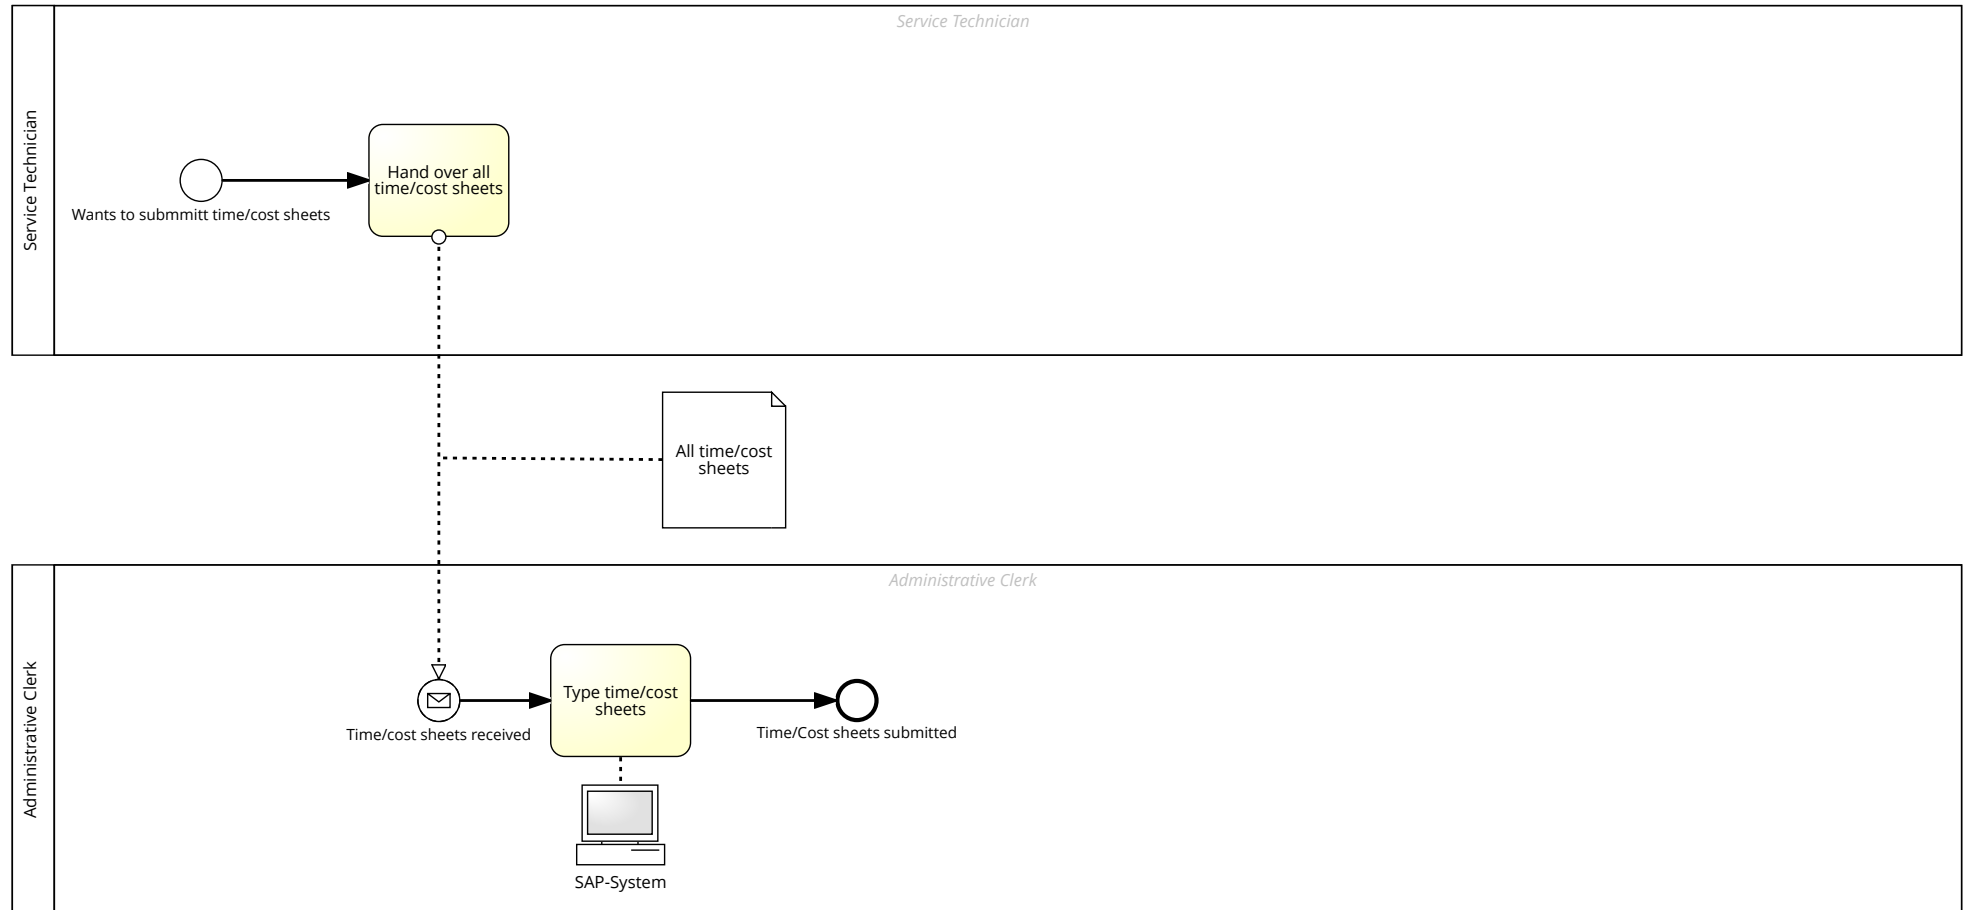 Service Technician
Service Technician
Wants to submmitt time/cost sheets
Hand over all
time/cost sheets
All time/cost
sheets
Administrative Clerk
Administrative Clerk
Time/cost sheets received
Type time/cost
sheets
Time/Cost sheets submitted
SAP-System